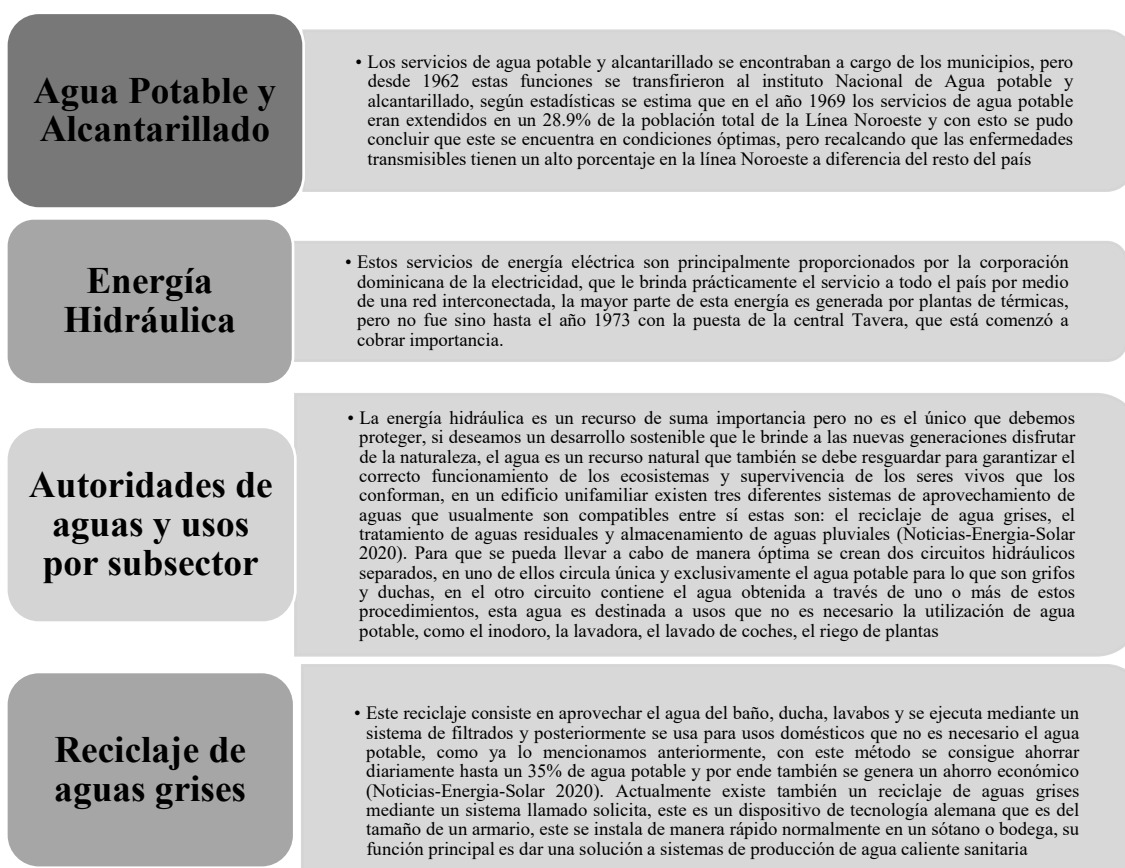 Agua Potable y
Alcantarillado
• Los servicios de agua potable y alcantarillado se encontraban a cargo de los municipios, pero
desde 1962 estas funciones se transfirieron al instituto Nacional de Agua potable y
alcantarillado, según estadísticas se estima que en el año 1969 los servicios de agua potable
eran extendidos en un 28.9% de la población total de la Línea Noroeste y con esto se pudo
concluir que este se encuentra en condiciones óptimas, pero recalcando que las enfermedades
transmisibles tienen un alto porcentaje en la línea Noroeste a diferencia del resto del país
Energía
Hidráulica
• Estos servicios de energía eléctrica son principalmente proporcionados por la corporación
dominicana de la electricidad, que le brinda prácticamente el servicio a todo el país por medio
de una red interconectada, la mayor parte de esta energía es generada por plantas de térmicas,
pero no fue sino hasta el año 1973 con la puesta de la central Tavera, que está comenzó a
cobrar importancia.
Autoridades de
aguas y usos
por subsector
• La energía hidráulica es un recurso de suma importancia pero no es el único que debemos
proteger, si deseamos un desarrollo sostenible que le brinde a las nuevas generaciones disfrutar
de la naturaleza, el agua es un recurso natural que también se debe resguardar para garantizar el
correcto funcionamiento de los ecosistemas y supervivencia de los seres vivos que los
conforman, en un edificio unifamiliar existen tres diferentes sistemas de aprovechamiento de
aguas que usualmente son compatibles entre sí estas son: el reciclaje de agua grises, el
tratamiento de aguas residuales y almacenamiento de aguas pluviales (Noticias-Energia-Solar
2020). Para que se pueda llevar a cabo de manera óptima se crean dos circuitos hidráulicos
separados, en uno de ellos circula única y exclusivamente el agua potable para lo que son grifos
y duchas, en el otro circuito contiene el agua obtenida a través de uno o más de estos
procedimientos, esta agua es destinada a usos que no es necesario la utilización de agua
potable, como el inodoro, la lavadora, el lavado de coches, el riego de plantas
Reciclaje de
aguas grises
• Este reciclaje consiste en aprovechar el agua del baño, ducha, lavabos y se ejecuta mediante un
sistema de filtrados y posteriormente se usa para usos domésticos que no es necesario el agua
potable, como ya lo mencionamos anteriormente, con este método se consigue ahorrar
diariamente hasta un 35% de agua potable y por ende también se genera un ahorro económico
(Noticias-Energia-Solar 2020). Actualmente existe también un reciclaje de aguas grises
mediante un sistema llamado solicita, este es un dispositivo de tecnología alemana que es del
tamaño de un armario, este se instala de manera rápido normalmente en un sótano o bodega, su
función principal es dar una solución a sistemas de producción de agua caliente sanitaria